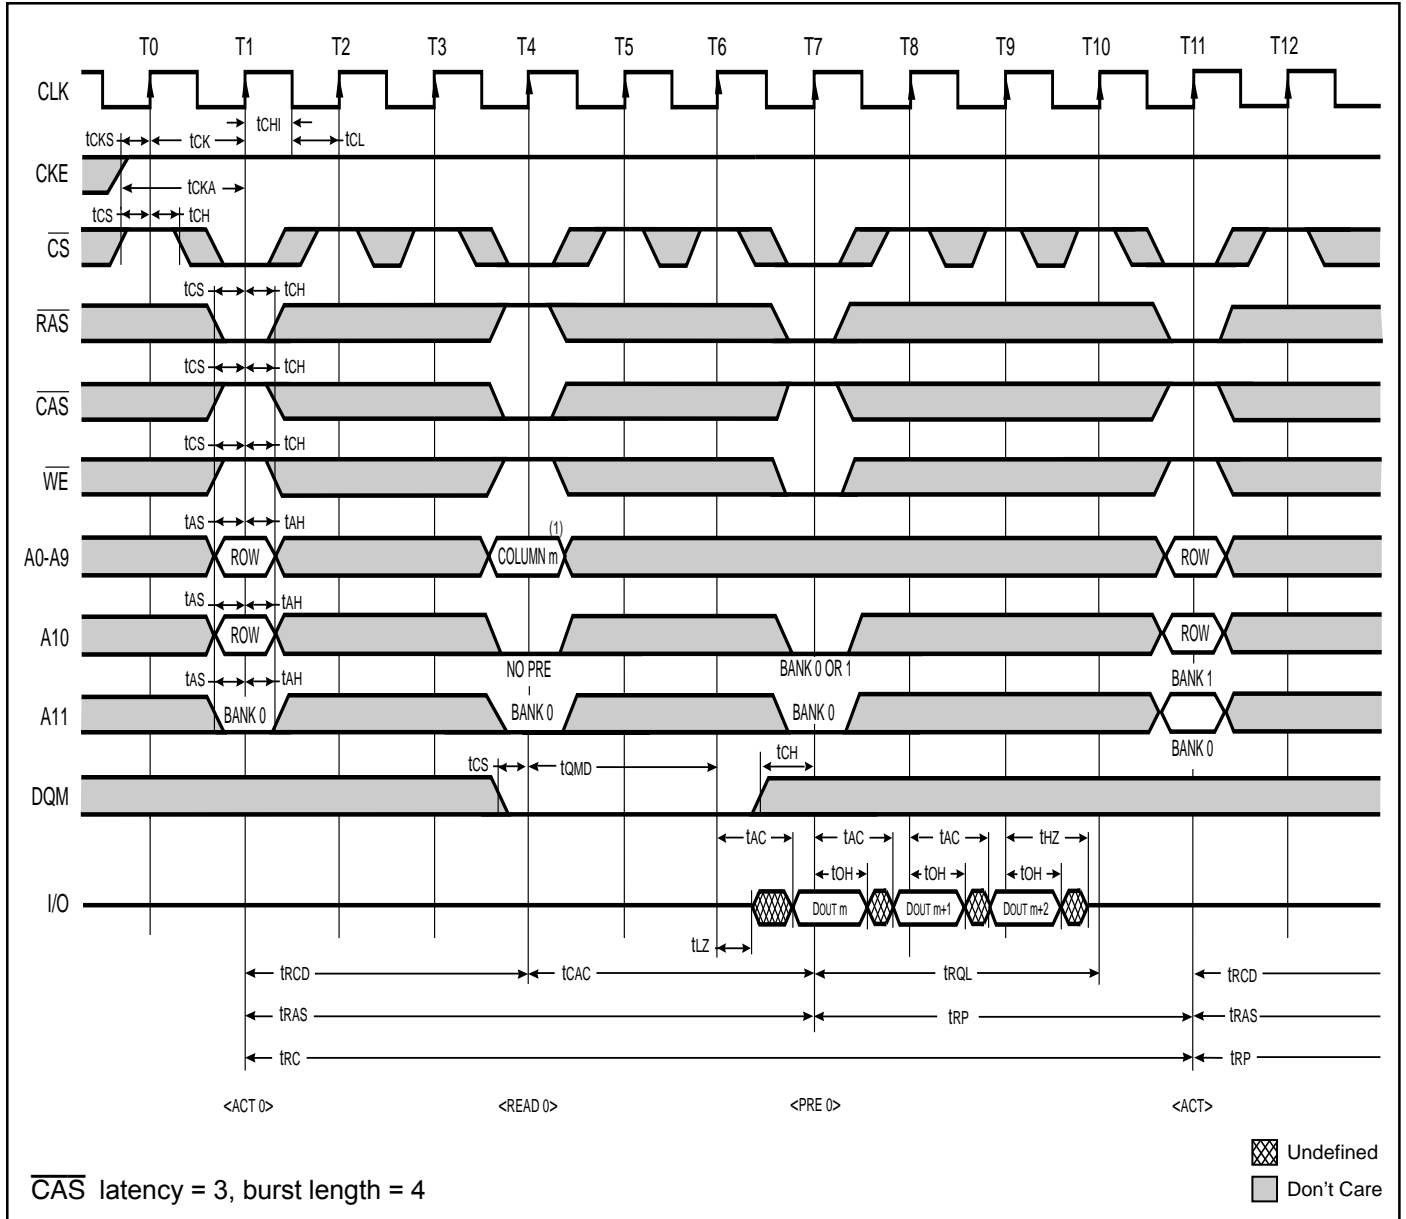 T0 T1 T2 T3 T4 T5 T6 T7 T8 T9 T10 T11 T12
CLK
tCHI
tCKS tCK tCL
CKE
tCKA
tCS tCH
CS
tCS tCH
RAS
tCS tCH
CAS
tCS tCH
WE
tAS tAH (1)
A0-A9 ROW COLUMN m ROW
tAS tAH
A10 ROW ROW
NO PRE BANK 0 OR 1 BANK 1
tAS tAH
A11 BANK 0 BANK 0 BANK 0
BANK 0
tCS tQMD tCH
DQM
tAC tAC tAC tHZ
tOH tOH tOH
I/O DOUT m DOUT m+1 DOUT m+2
tLZ
tRCD tCAC tRQL tRCD
tRAS tRP tRAS
tRC tRP
<ACT 0> <READ 0> <PRE 0> <ACT>
Undefined
CAS latency = 3, burst length = 4
Don't Care